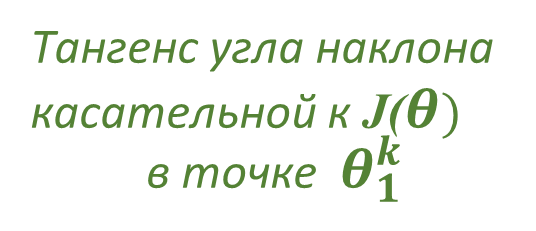 Тангенс угла наклона
касательной к J(θ)
в точке θ₁ᵏ